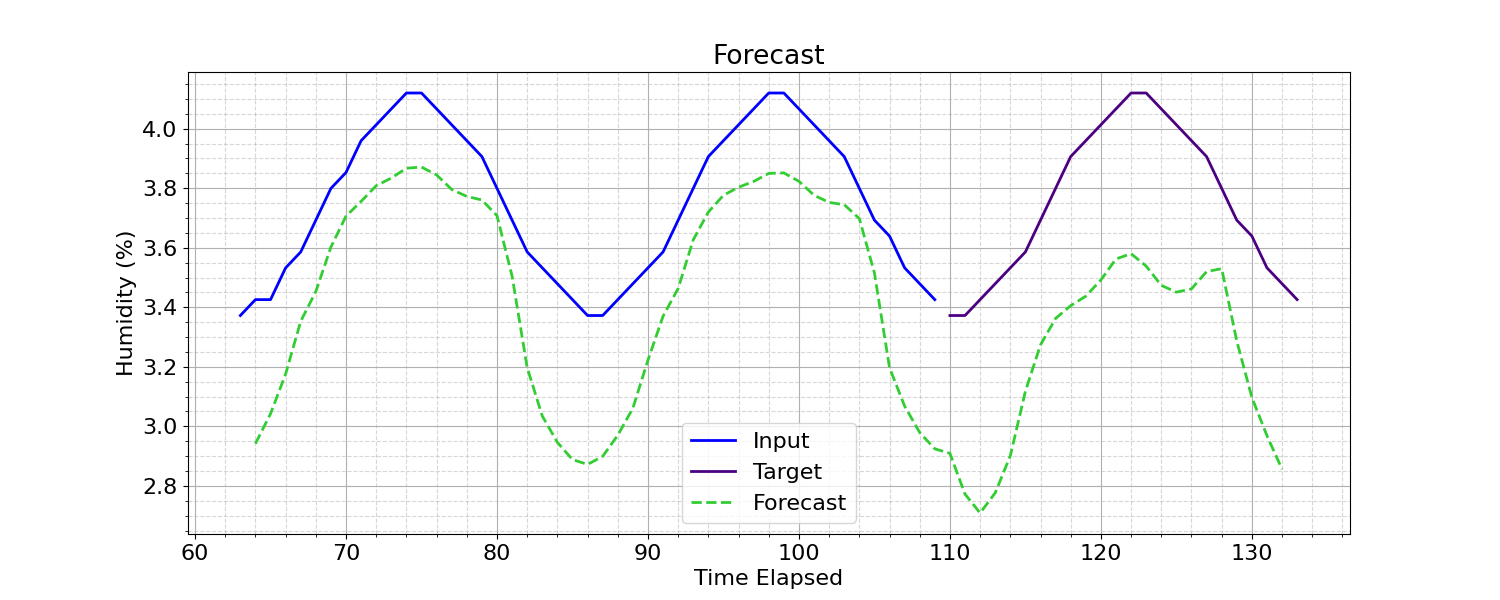 Forecast
Humidity (%)
4.0
3.8
3.6
3.4
3.2
3.0
2.8
Input
Target
Forecast
60 70 80 90 100 110 120 130
Time Elapsed